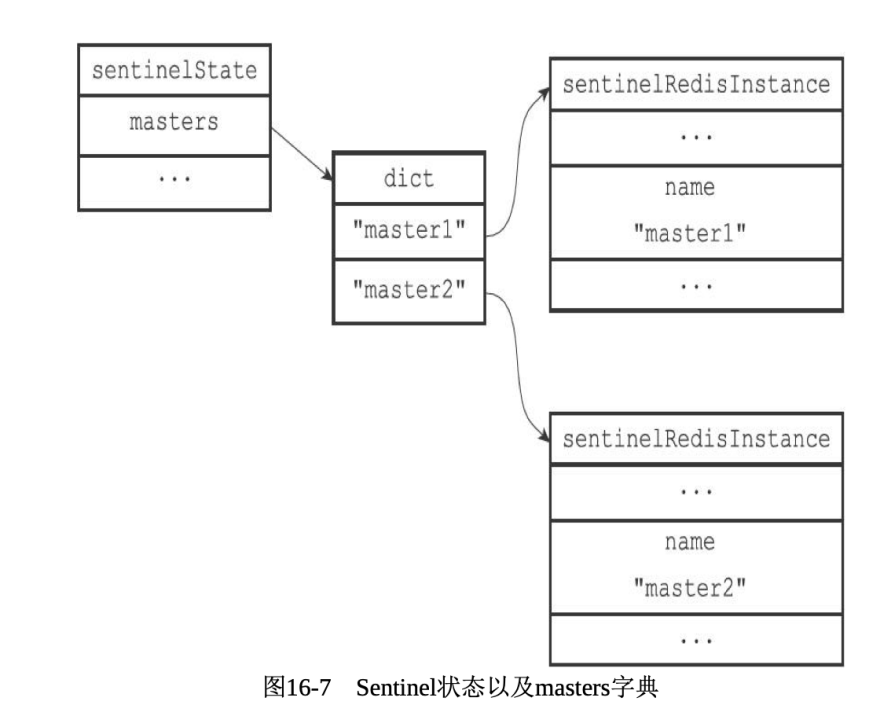 sentinelState
masters
...
dict
"master1"
"master2"
sentinelRedisInstance
...
name
"master1"
...
sentinelRedisInstance
...
name
"master2"
...
图16-7 Sentinel状态以及masters字典